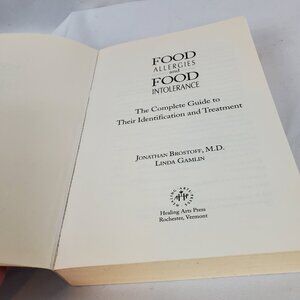 FOOD
ALLERGIES
and
FOOD
INTOLERANCE
The Complete Guide to
Their Identification and Treatment
JONATHAN BROSTOFF, M.D.
LINDA GAMLIN
Healing Arts Press
Rochester, Vermont